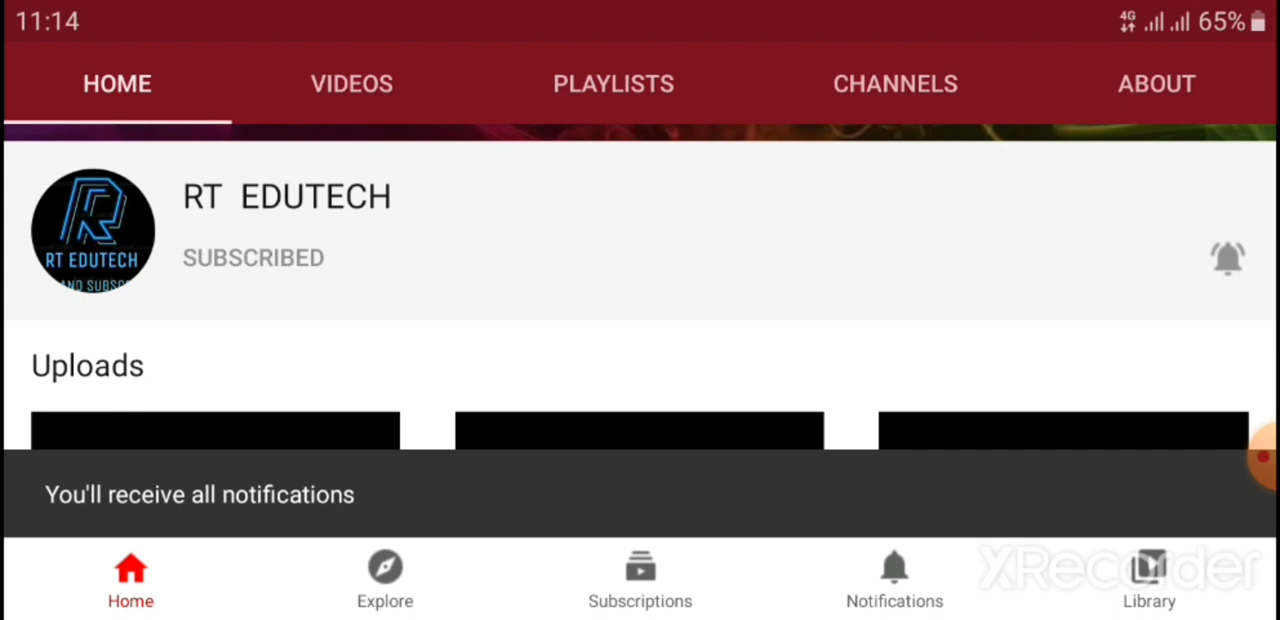 11:14
4G 65%
HOME VIDEOS PLAYLISTS CHANNELS ABOUT
RT EDUTECH
SUBSCRIBED
RT EDUTECH
Uploads
You'll receive all notifications
XRecorder
Home Explore Subscriptions Notifications Library